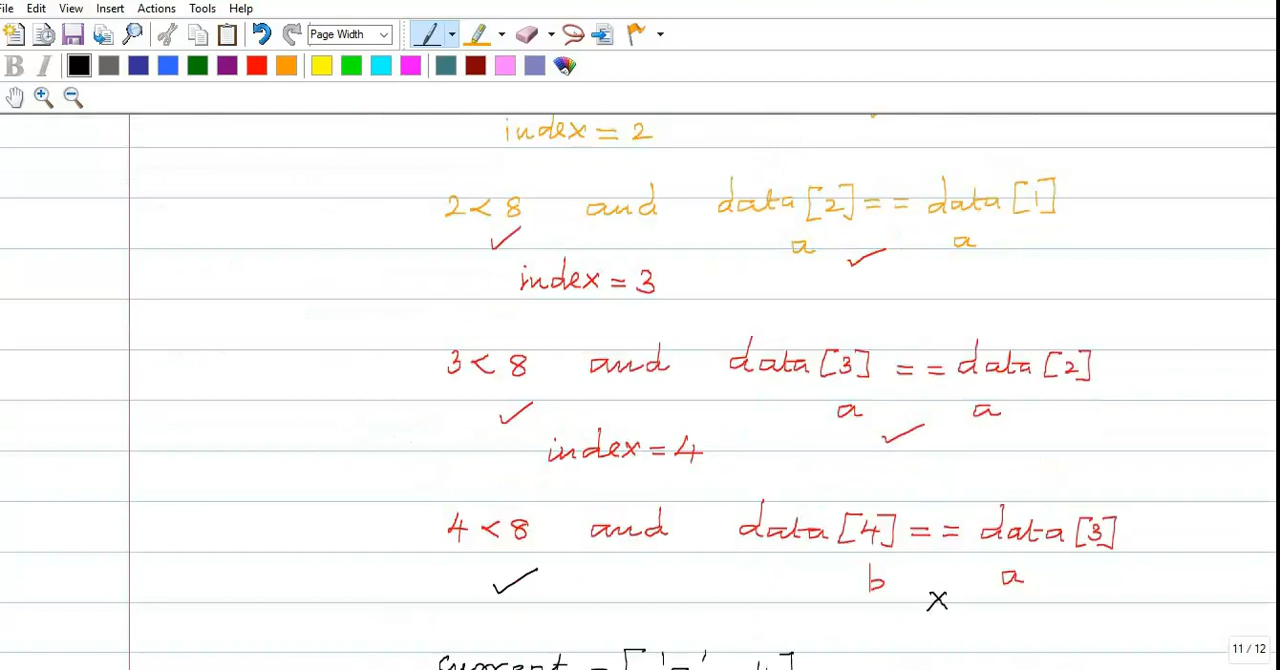 File Edit View Insert Actions Tools Help
Page Width
B I
index = 2
2 < 8 and data [2] == data [1]
a a
index = 3
3 < 8 and data [3] == data [2]
a a
index = 4
4 < 8 and data [4] == data [3]
b a
11 / 12